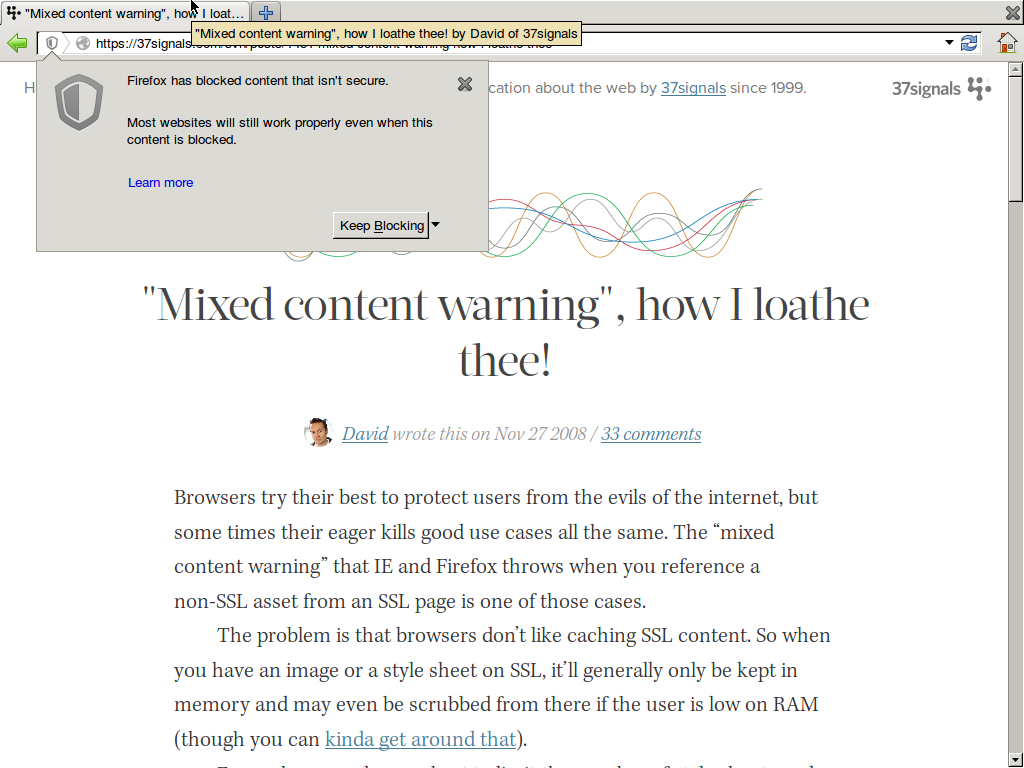 "Mixed content warning", how I loat...
"Mixed content warning", how I loathe thee! by David of 37signals
https://37signals.com/svn/posts/
Firefox has blocked content that isn't secure.
cation about the web by 37signals since 1999.
37signals
Most websites will still work properly even when this
content is blocked.
Learn more
Keep Blocking
"Mixed content warning", how I loathe
thee!
David wrote this on Nov 27 2008 / 33 comments
Browsers try their best to protect users from the evils of the internet, but
some times their eager kills good use cases all the same. The “mixed
content warning” that IE and Firefox throws when you reference a
non-SSL asset from an SSL page is one of those cases.
The problem is that browsers don’t like caching SSL content. So when
you have an image or a style sheet on SSL, it’ll generally only be kept in
memory and may even be scrubbed from there if the user is low on RAM
(though you can kinda get around that).